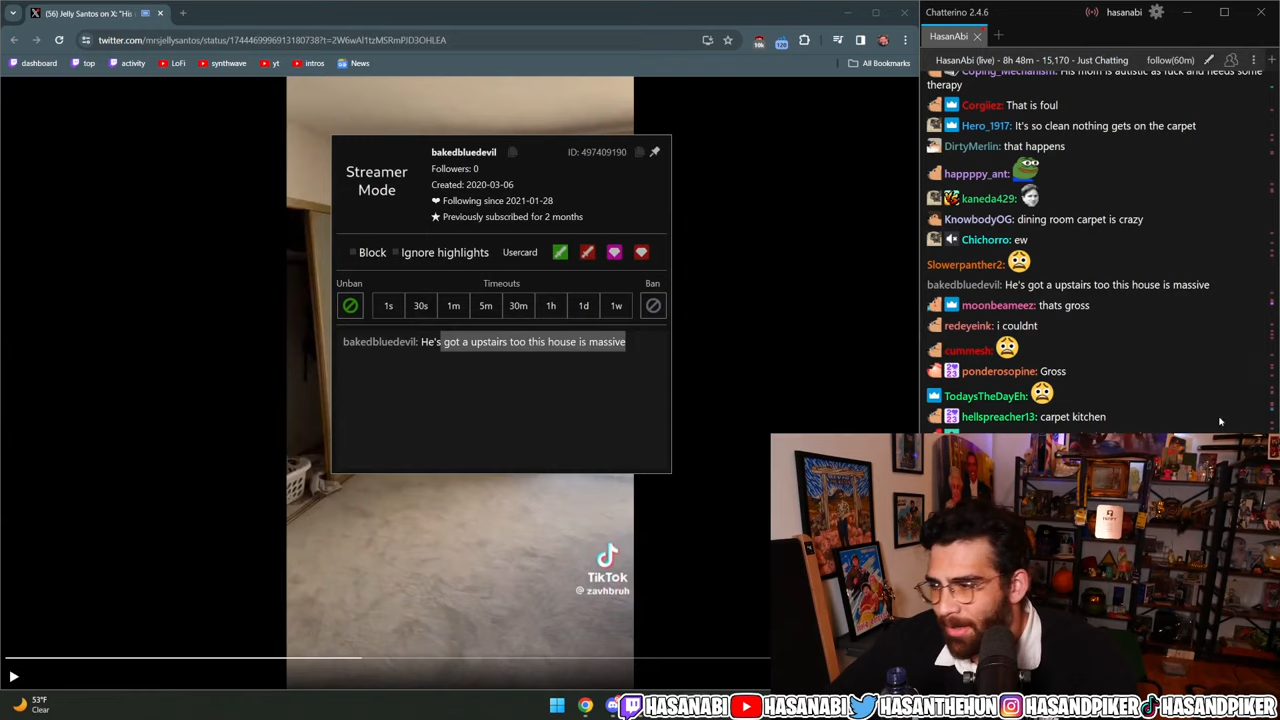 (56) Jelly Santos on X: "His
Chatterino 2.4.6
hasanabi
HasanAbi
twitter.com/mrsjellysantos/status/1744469996913180738?t=2W6wAl1tzMSRmPJD3OHLEA
10k
120
dashboard
top
activity
LoFi
synthwave
yt
intros
News
All Bookmarks
HasanAbi (live) - 8h 48m - 15,170 - Just Chatting
follow(60m)
Coping_Mechanism: His mom is autistic as fuck and needs some
therapy
Corgiiez: That is foul
Hero_1917: It's so clean nothing gets on the carpet
DirtyMerlin: that happens
happpppy_ant:
kaneda429:
KnowbodyOG: dining room carpet is crazy
Chichorro: ew
Slowerpanther2:
bakedbluedevil: He's got a upstairs too this house is massive
moonbeameez: thats gross
redeyeink: i couldnt
cummesh:
ponderosopine: Gross
TodaysTheDayEh:
hellspreacher13: carpet kitchen
Streamer
Mode
bakedbluedevil
ID: 497409190
Followers: 0
Created: 2020-03-06
Following since 2021-01-28
Previously subscribed for 2 months
Block
Ignore highlights
Usercard
Unban
Timeouts
Ban
1s
30s
1m
5m
30m
1h
1d
1w
bakedbluedevil: He's got a upstairs too this house is massive
TikTok
@ zavhbruh
53°F
Clear
HASANABI
HASANABI
HASANTHEHUN
HASANDPIKER
HASANDPIKER